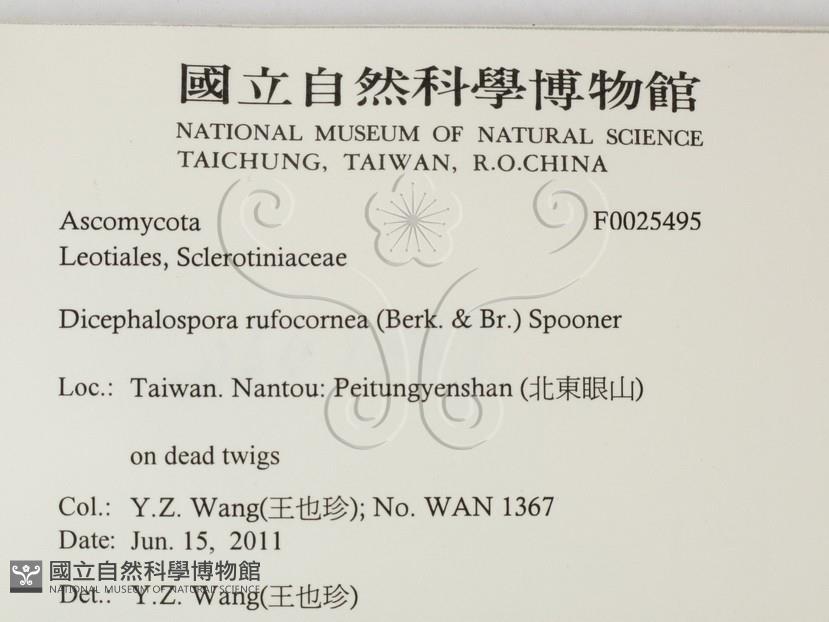 國立自然科學博物館
NATIONAL MUSEUM OF NATURAL SCIENCE
TAICHUNG, TAIWAN, R.O.CHINA
Ascomycota F0025495
Leotiales, Sclerotiniaceae
Dicephalospora rufocornea (Berk. & Br.) Spooner
Loc.: Taiwan. Nantou: Peitungyenshan (北東眼山)
on dead twigs
Col.: Y.Z. Wang(王也珍); No. WAN 1367
Date: Jun. 15, 2011
國立自然科學博物館
NATIONAL MUSEUM OF NATURAL SCIENCE
Det.: Y.Z. Wang(王也珍)